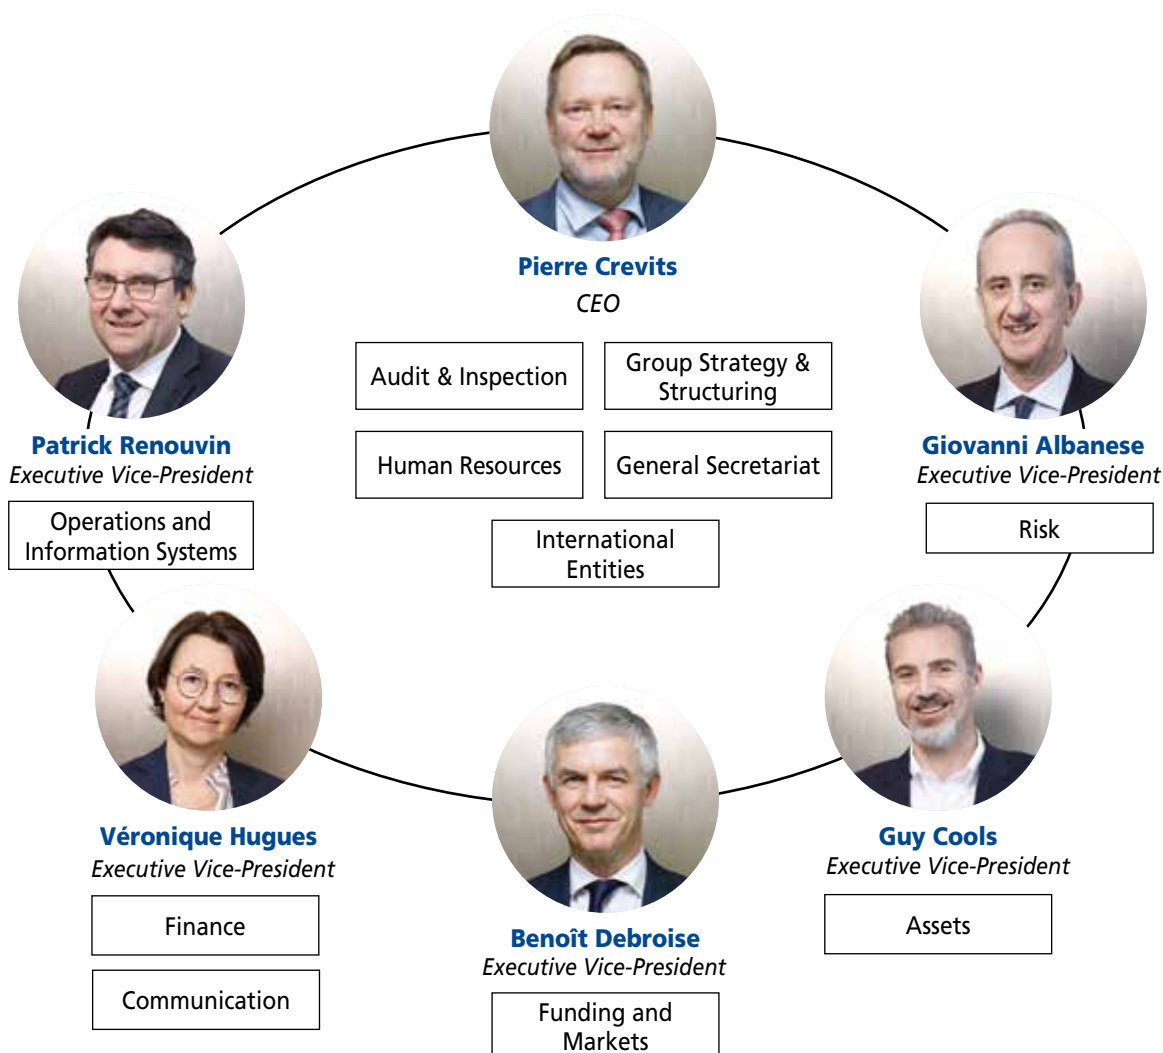 Pierre Crevits
CEO
Audit & Inspection
Group Strategy &
Structuring
Human Resources
General Secretariat
International
Entities
Patrick Renouvin
Executive Vice-President
Operations and
Information Systems
Giovanni Albanese
Executive Vice-President
Risk
Véronique Hugues
Executive Vice-President
Finance
Communication
Benoît Debroise
Executive Vice-President
Funding and
Markets
Guy Cools
Executive Vice-President
Assets